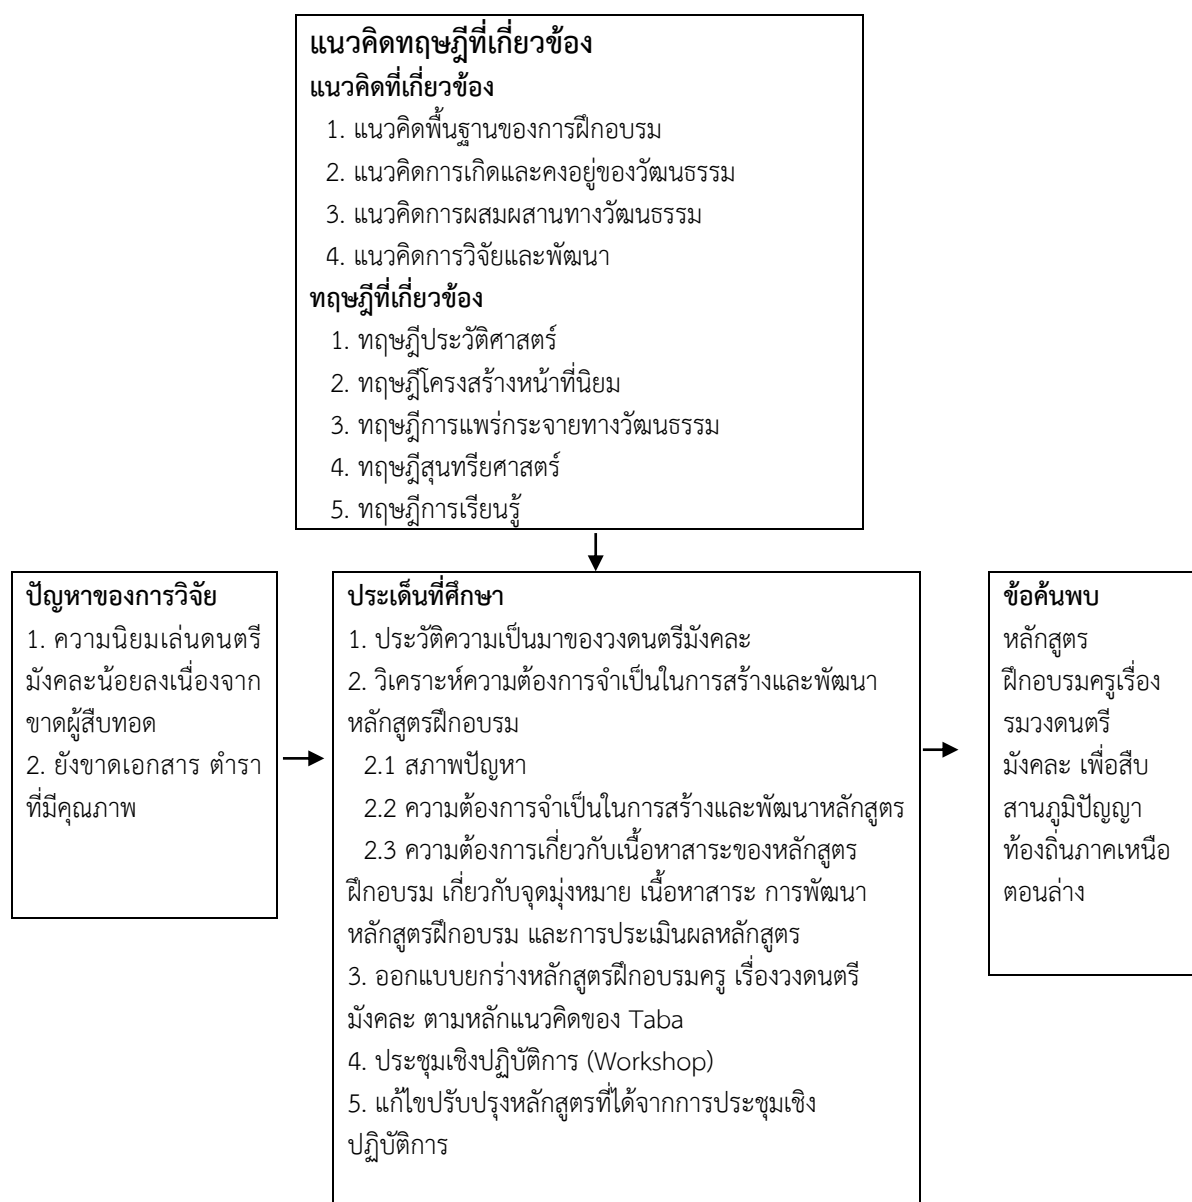 แนวคิดทฤษฎีที่เกี่ยวข้อง
แนวคิดที่เกี่ยวข้อง
1. แนวคิดพื้นฐานของการฝึกอบรม
2. แนวคิดการเกิดและคงอยู่ของวัฒนธรรม
3. แนวคิดการผสมผสานทางวัฒนธรรม
4. แนวคิดการวิจัยและพัฒนา
ทฤษฎีที่เกี่ยวข้อง
1. ทฤษฎีประวัติศาสตร์
2. ทฤษฎีโครงสร้างหน้าที่นิยม
3. ทฤษฎีการแพร่กระจายทางวัฒนธรรม
4. ทฤษฎีสุนทรียศาสตร์
5. ทฤษฎีการเรียนรู้
ปัญหาของการวิจัย
1. ความนิยมเล่นดนตรี
มังคละน้อยลงเนื่องจาก
ขาดผู้สืบทอด
2. ยังขาดเอกสาร ตำรา
ที่มีคุณภาพ
ประเด็นที่ศึกษา
1. ประวัติความเป็นมาของวงดนตรีมังคละ
2. วิเคราะห์ความต้องการจำเป็นในการสร้างและพัฒนา
หลักสูตรฝึกอบรม
2.1 สภาพปัญหา
2.2 ความต้องการจำเป็นในการสร้างและพัฒนาหลักสูตร
2.3 ความต้องการเกี่ยวกับเนื้อหาสาระของหลักสูตร
ฝึกอบรม เกี่ยวกับจุดมุ่งหมาย เนื้อหาสาระ การพัฒนา
หลักสูตรฝึกอบรม และการประเมินผลหลักสูตร
3. ออกแบบยกร่างหลักสูตรฝึกอบรมครู เรื่องวงดนตรี
มังคละ ตามหลักแนวคิดของ Taba
4. ประชุมเชิงปฏิบัติการ (Workshop)
5. แก้ไขปรับปรุงหลักสูตรที่ได้จากการประชุมเชิง
ปฏิบัติการ
ข้อค้นพบ
หลักสูตร
ฝึกอบรมครูเรื่อง
รมวงดนตรี
มังคละ เพื่อสืบ
สานภูมิปัญญา
ท้องถิ่นภาคเหนือ
ตอนล่าง